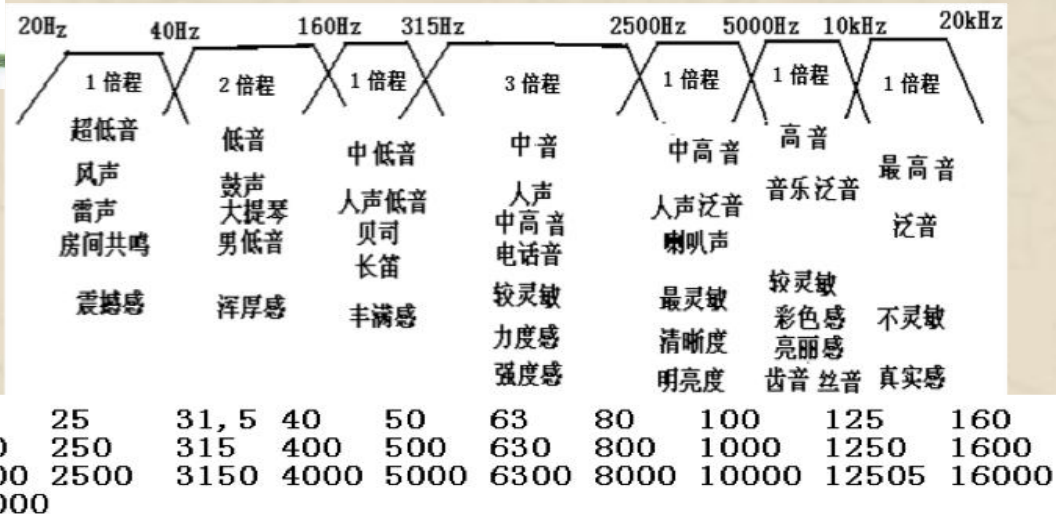 20Hz 40Hz 160Hz 315Hz 2500Hz 5000Hz 10kHz 20kHz
1倍程 2倍程 1倍程 3倍程 1倍程 1倍程 1倍程
超低音
风声
雷声
房间共鸣
震撼感
低音
鼓声
大提琴
男低音
浑厚感
中低音
人声低音
贝司
长笛
丰满感
中音
人声
中高音
电话音
较灵敏
力度感
强度感
中高音
人声泛音
喇叭声
最灵敏
清晰度
明亮度
高音
音乐泛音
较灵敏
彩色感
亮丽感
齿音 丝音
最高音
泛音
不灵敏
真实感
25 31,5 40 50 63 80 100 125 160
0 250 315 400 500 630 800 1000 1250 1600
00 2500 3150 4000 5000 6300 8000 10000 12505 16000
000